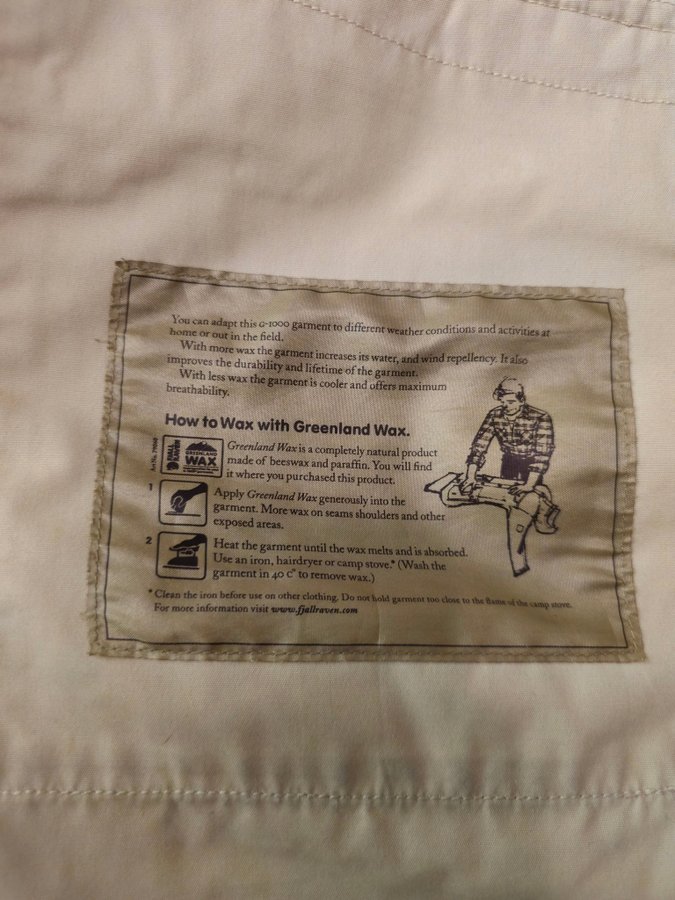 You can adapt this G-1000 garment to different weather conditions and activities at
home or out in the field.
With more wax the garment increases its water, and wind repellency. It also
improves the durability and lifetime of the garment.
With less wax the garment is cooler and offers maximum
breathability.
How to Wax with Greenland Wax.
FJÄLL RÄVEN
GREENLAND
WAX
Greenland Wax is a completely natural product
made of beeswax and paraffin. You will find
it where you purchased this product.
1
Apply Greenland Wax generously into the
garment. More wax on seams shoulders and other
exposed areas.
2
Heat the garment until the wax melts and is absorbed.
Use an iron, hairdryer or camp stove.* (Wash the
garment in 40 c° to remove wax.)
* Clean the iron before use on other clothing. Do not hold garment too close to the flame of the camp stove.
For more information visit www.fjallraven.com